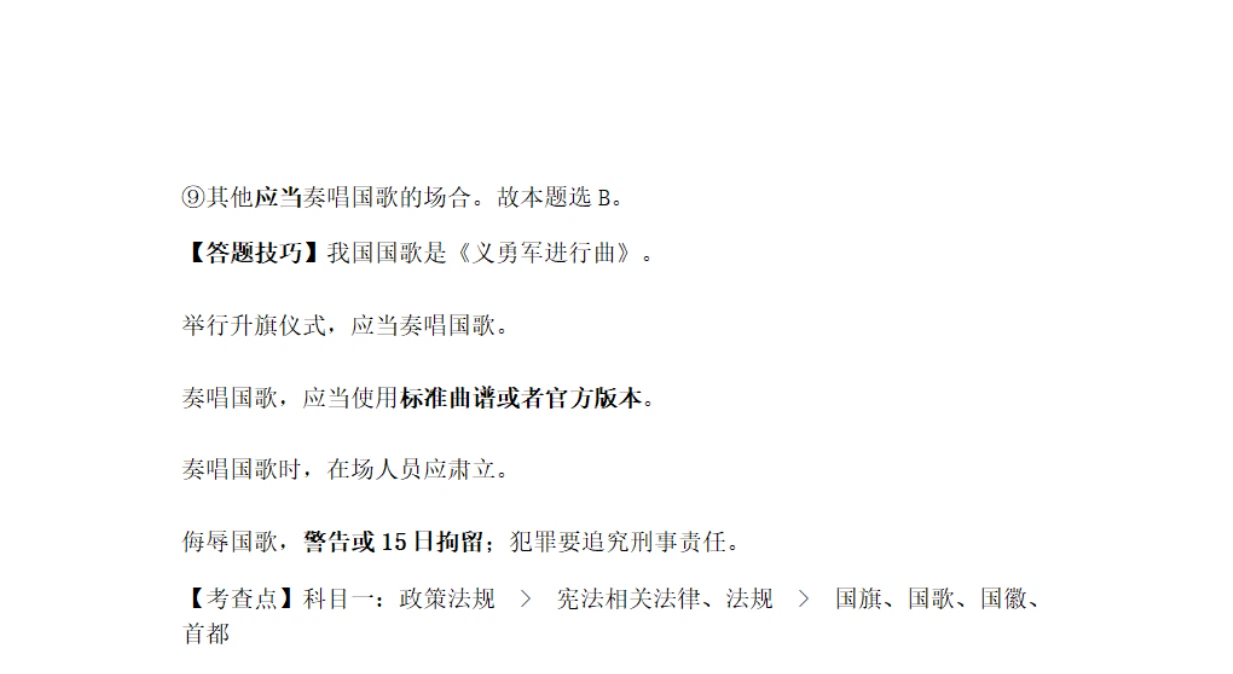 ⑨其他应当奏唱国歌的场合。故本题选 B。
【答题技巧】我国国歌是《义勇军进行曲》。
举行升旗仪式，应当奏唱国歌。
奏唱国歌，应当使用标准曲谱或者官方版本。
奏唱国歌时，在场人员应肃立。
侮辱国歌，警告或 15 日拘留；犯罪要追究刑事责任。
【考查点】科目一：政策法规 > 宪法相关法律、法规 > 国旗、国歌、国徽、
首都